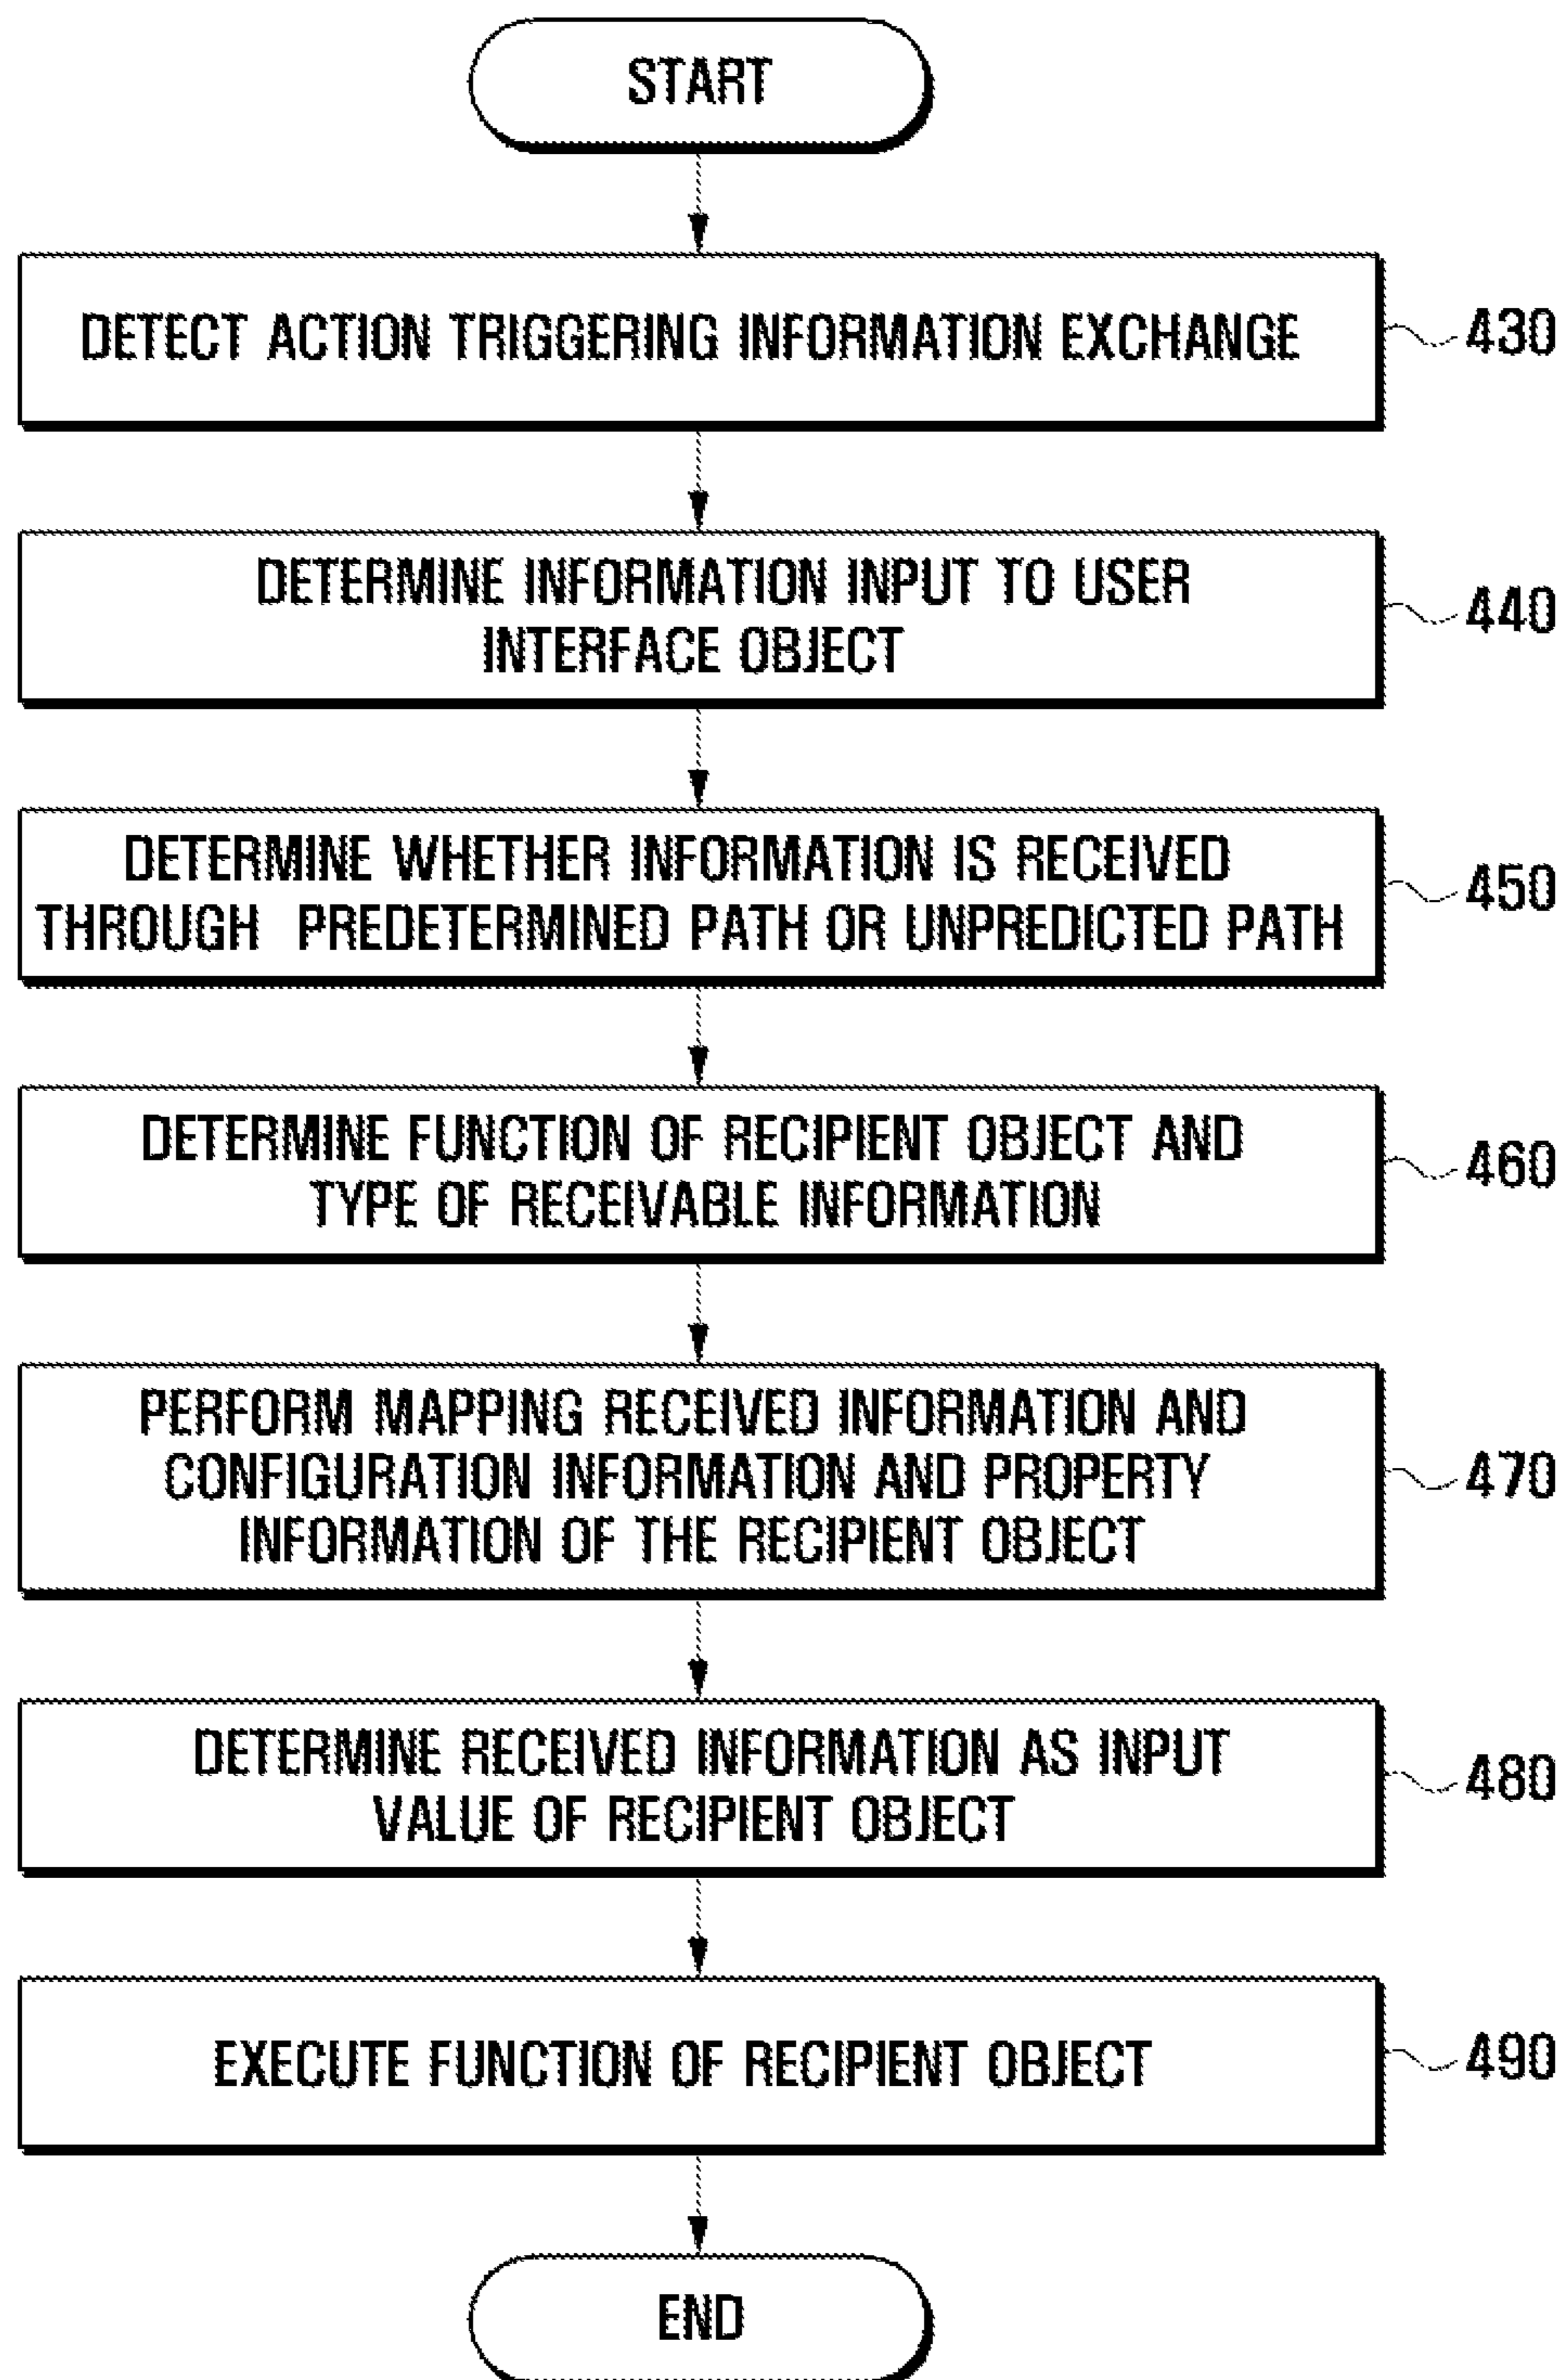 START
DETECT ACTION TRIGGERING INFORMATION EXCHANGE
430
DETERMINE INFORMATION INPUT TO USER
INTERFACE OBJECT
440
DETERMINE WHETHER INFORMATION IS RECEIVED
THROUGH PREDETERMINED PATH OR UNPREDICTED PATH
450
DETERMINE FUNCTION OF RECIPIENT OBJECT AND
TYPE OF RECEIVABLE INFORMATION
460
PERFORM MAPPING RECEIVED INFORMATION AND
CONFIGURATION INFORMATION AND PROPERTY
INFORMATION OF THE RECIPIENT OBJECT
470
DETERMINE RECEIVED INFORMATION AS INPUT
VALUE OF RECIPIENT OBJECT
480
EXECUTE FUNCTION OF RECIPIENT OBJECT
490
END